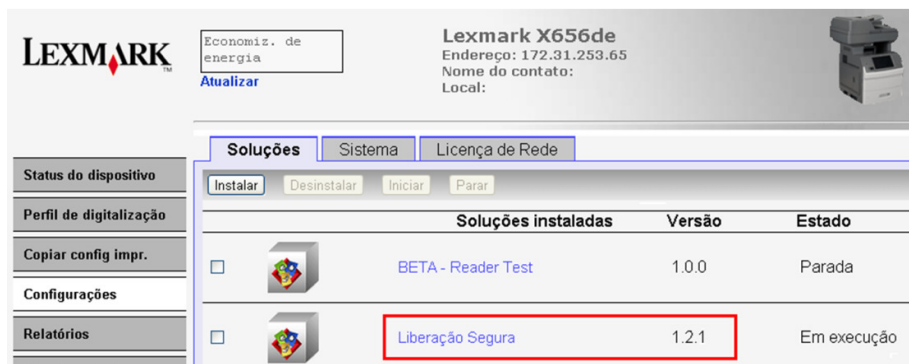 LEXMARK™
Economiz. de
energia
Atualizar
Lexmark X656de
Endereço: 172.31.253.65
Nome do contato:
Local:
Soluções Sistema Licença de Rede
Instalar Desinstalar Iniciar Parar
Status do dispositivo
Perfil de digitalização
Copiar config impr.
Configurações
Relatórios
Soluções instaladas Versão Estado
BETA - Reader Test 1.0.0 Parada
Liberação Segura 1.2.1 Em execução